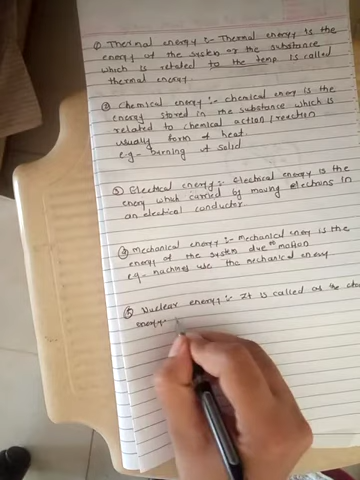 ① Thermal energy :- Thermal energy is the
energy of the system or the substance
which is related to the temp is called
thermal energy
② Chemical energy :- chemical energy is the
energy stored in the substance which is
related to chemical action / reaction
usually form of heat.
e.g- burning of solid
③ Electrical energy :- Electrical energy is the
energy which carried by moving electrons in
an electrical conductor
④ Mechanical energy :- Mechanical energy is the
energy of the system due to motion
eg- machines use the mechanical energy
⑤ Nuclear energy :- It is called as the
energy.